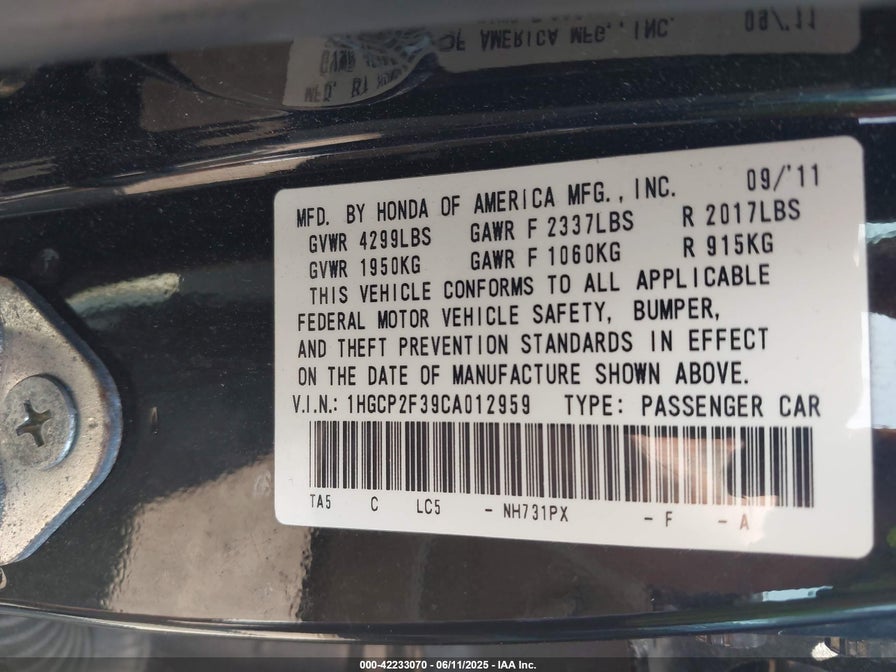 MFD. BY HONDA OF AMERICA MFG., INC. 09/'11
GVWR 4299LBS GAWR F 2337LBS R 2017LBS
GVWR 1950KG GAWR F 1060KG R 915KG
THIS VEHICLE CONFORMS TO ALL APPLICABLE
FEDERAL MOTOR VEHICLE SAFETY, BUMPER,
AND THEFT PREVENTION STANDARDS IN EFFECT
ON THE DATE OF MANUFACTURE SHOWN ABOVE.
V.I.N.: 1HGCP2F39CA012959 TYPE: PASSENGER CAR
TA5 C LC5 - NH731PX - F - A
000-42233070 - 06/11/2025 - IAA Inc.